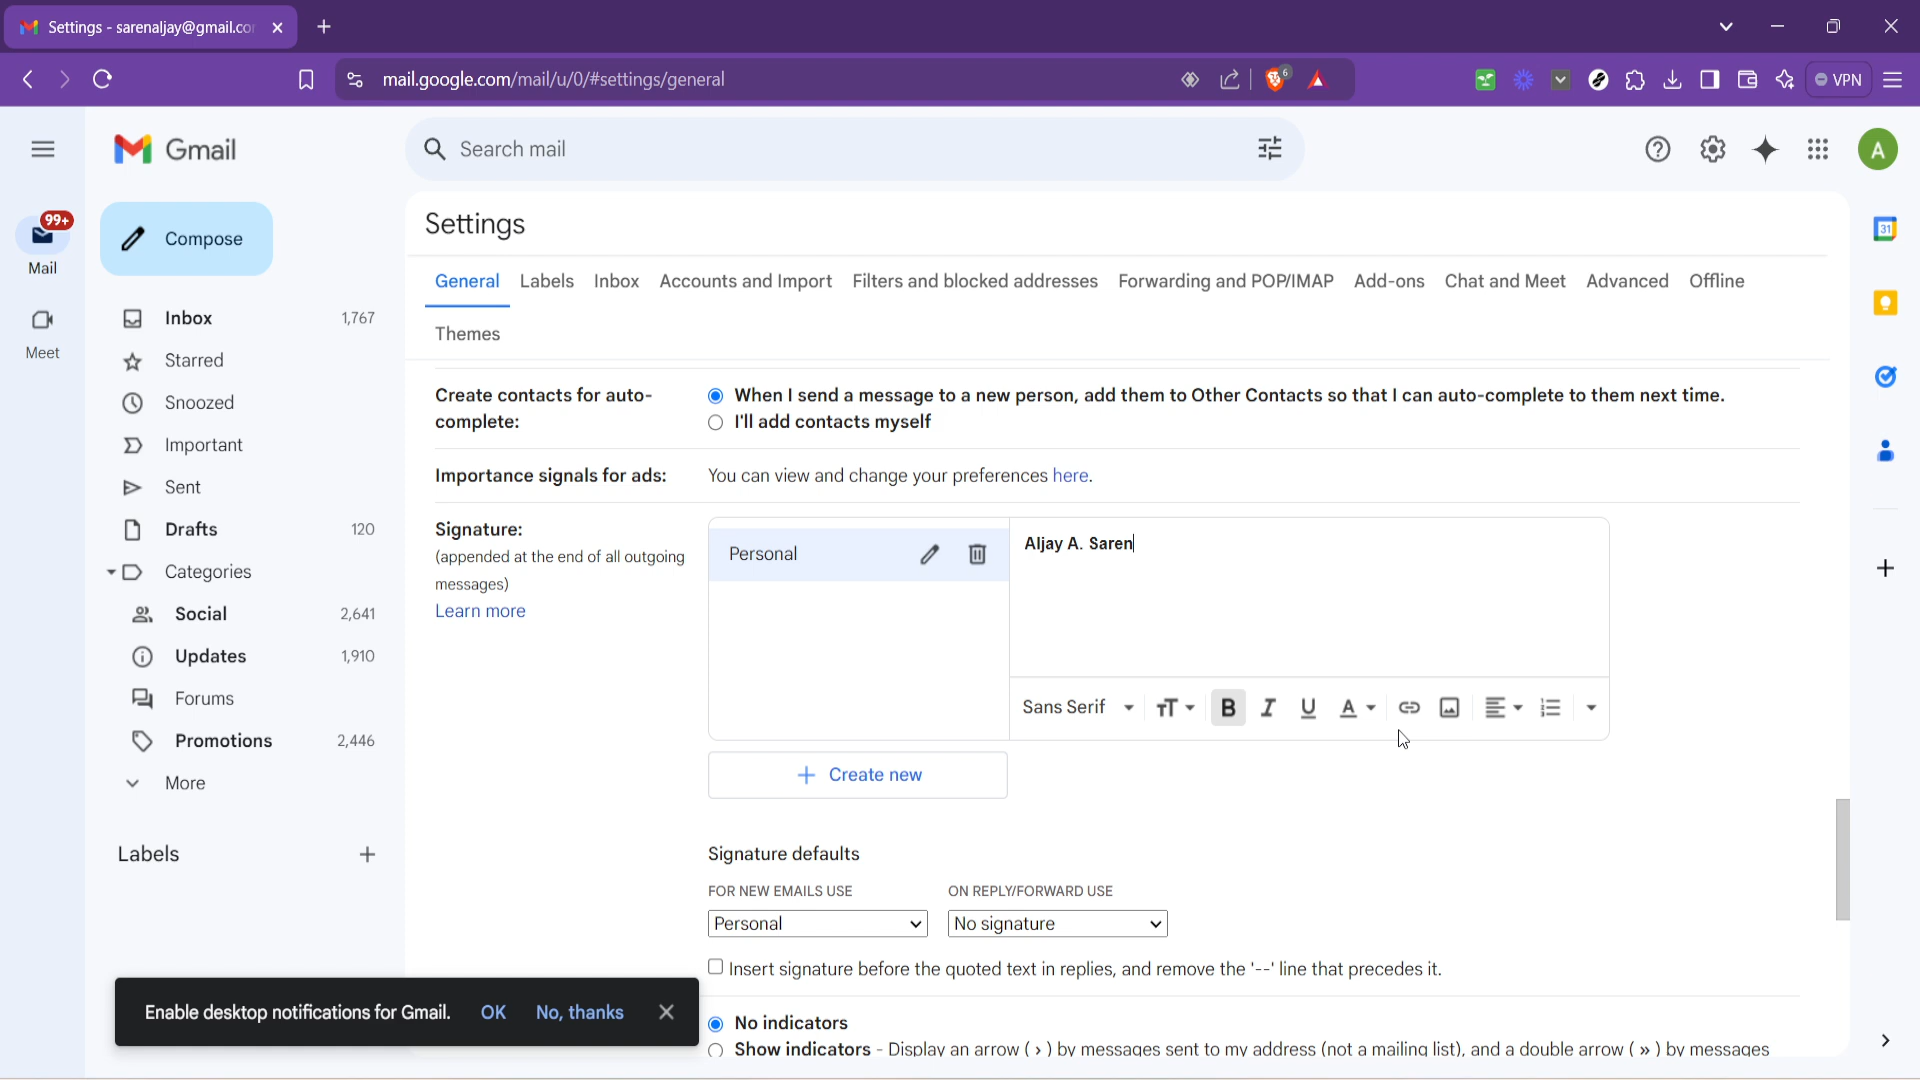 Settings - sarenaljay@gmail.co
mail.google.com/mail/u/0/#settings/general
6
VPN
Gmail
Search mail
A
99+
Mail
Meet
Compose
Inbox 1,767
Starred
Snoozed
Important
Sent
Drafts 120
Categories
Social 2,641
Updates 1,910
Forums
Promotions 2,446
More
Labels
Settings
General Labels Inbox Accounts and Import Filters and blocked addresses Forwarding and POP/IMAP Add-ons Chat and Meet Advanced Offline
Themes
Create contacts for auto-
complete:
When I send a message to a new person, add them to Other Contacts so that I can auto-complete to them next time.
I'll add contacts myself
Importance signals for ads:
You can view and change your preferences here.
Signature:
(appended at the end of all outgoing
messages)
Learn more
Personal
Aljay A. Saren
Sans Serif
B I U A
Create new
Signature defaults
FOR NEW EMAILS USE ON REPLY/FORWARD USE
Personal No signature
Insert signature before the quoted text in replies, and remove the '--' line that precedes it.
No indicators
Show indicators - Display an arrow ( › ) by messages sent to my address (not a mailing list), and a double arrow ( » ) by messages
Enable desktop notifications for Gmail. OK No, thanks
31